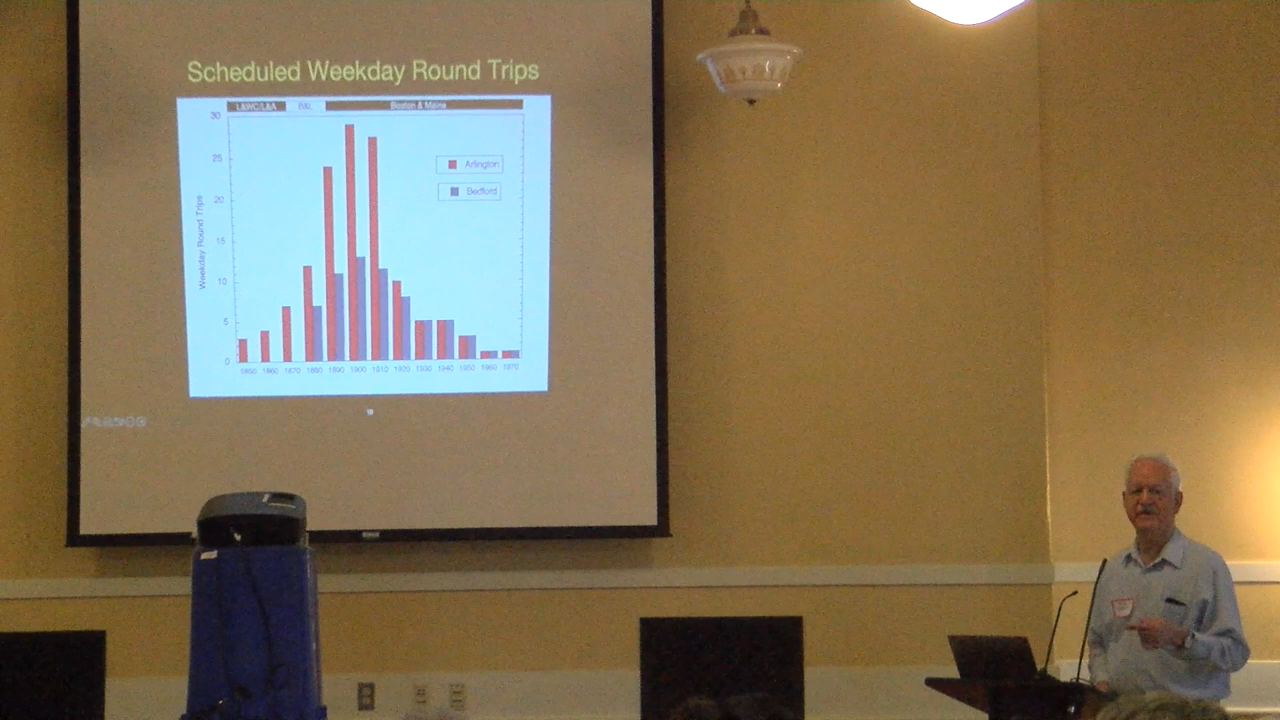 Scheduled Weekday Round Trips
L&WC/L&A B&L Boston & Maine
30
25
20
15
10
5
0
Weekday Round Trips
Arlington
Bedford
1850 1860 1870 1880 1890 1900 1910 1920 1930 1940 1950 1960 1970